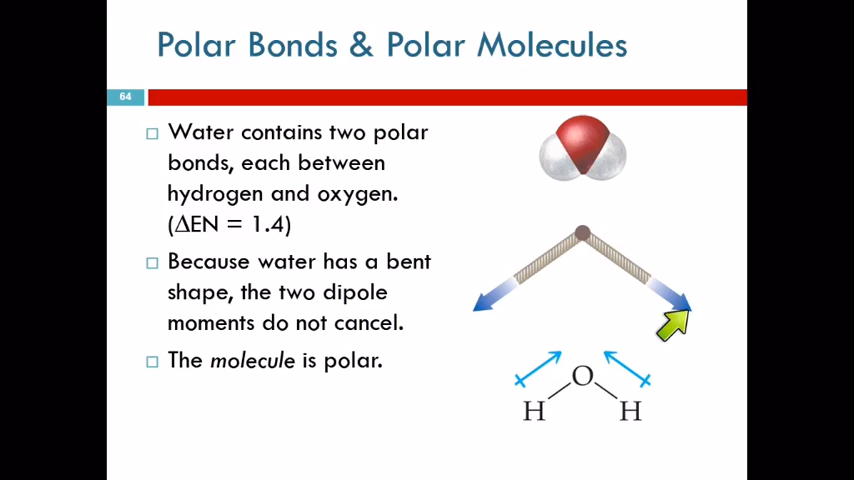 Polar Bonds & Polar Molecules
64
□ Water contains two polar
bonds, each between
hydrogen and oxygen.
(ΔEN = 1.4)
□ Because water has a bent
shape, the two dipole
moments do not cancel.
□ The molecule is polar.
O
H H